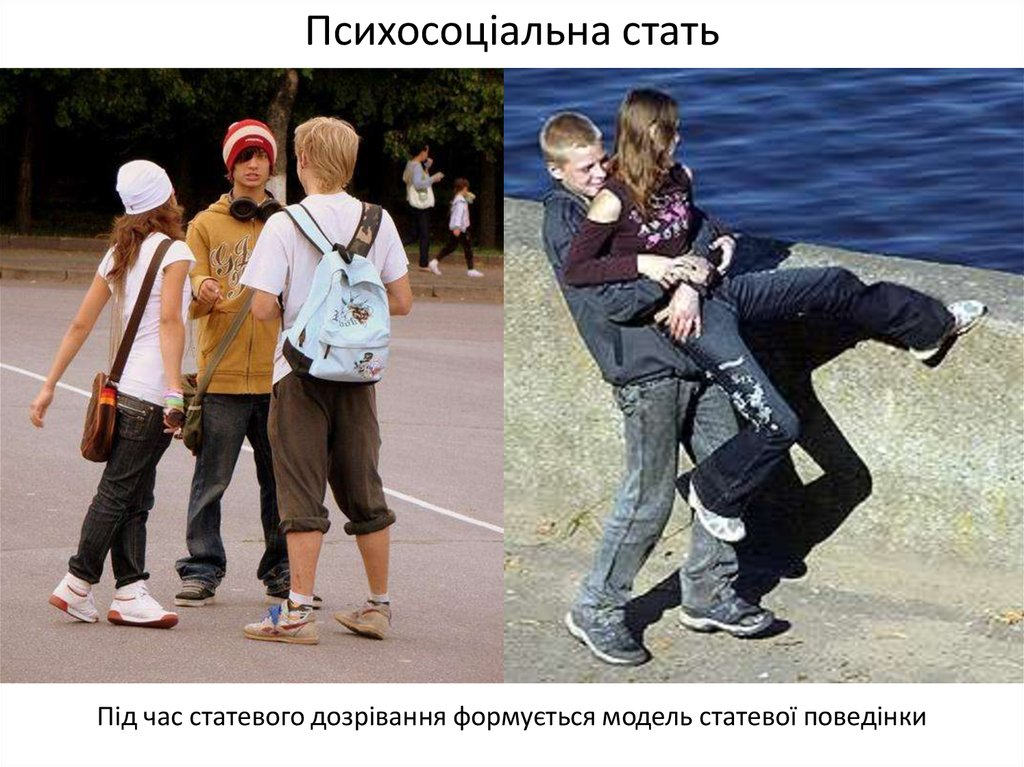 Психосоціальна стать
Під час статевого дозрівання формується модель статевої поведінки